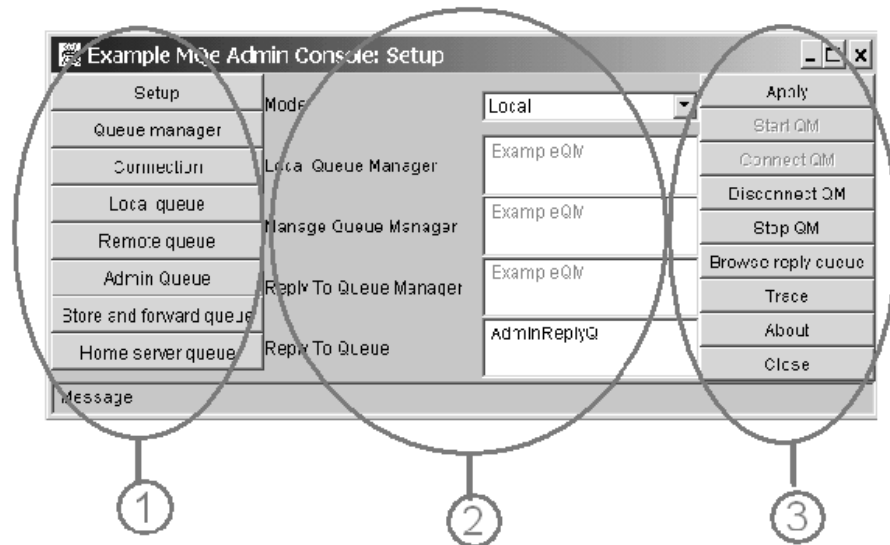 Example MQe Admin Console: Setup
Setup
Queue manager
Connection
Local queue
Remote queue
Admin Queue
Store and forward queue
Home server queue
Mode
Local
Local Queue Manager
ExampleQM
Manage Queue Manager
ExampleQM
Reply To Queue Manager
ExampleQM
Reply To Queue
AdminReplyQ
Apply
Start QM
Connect QM
Disconnect QM
Stop QM
Browse reply queue
Trace
About
Close
Message
1
2
3